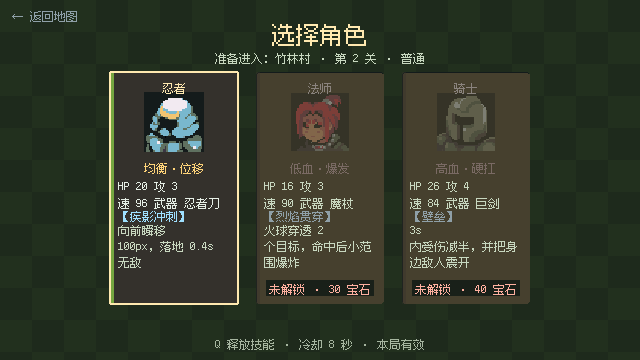 ← 返回地图
选择角色
准备进入: 竹林村 · 第 2 关 · 普通
忍者
均衡·位移
HP 20 攻 3
速 96 武器 忍者刀
【疾影冲刺】
向前瞬移
100px, 落地 0.4s
无敌
法师
低血·爆发
HP 16 攻 3
速 90 武器 魔杖
【烈焰贯穿】
火球穿透 2
个目标, 命中后小范
围爆炸
未解锁 · 30 宝石
骑士
高血·硬扛
HP 26 攻 4
速 84 武器 巨剑
【壁垒】
3s
内受伤减半, 并把身
边敌人震开
未解锁 · 40 宝石
Q 释放技能 · 冷却 8 秒 · 本局有效